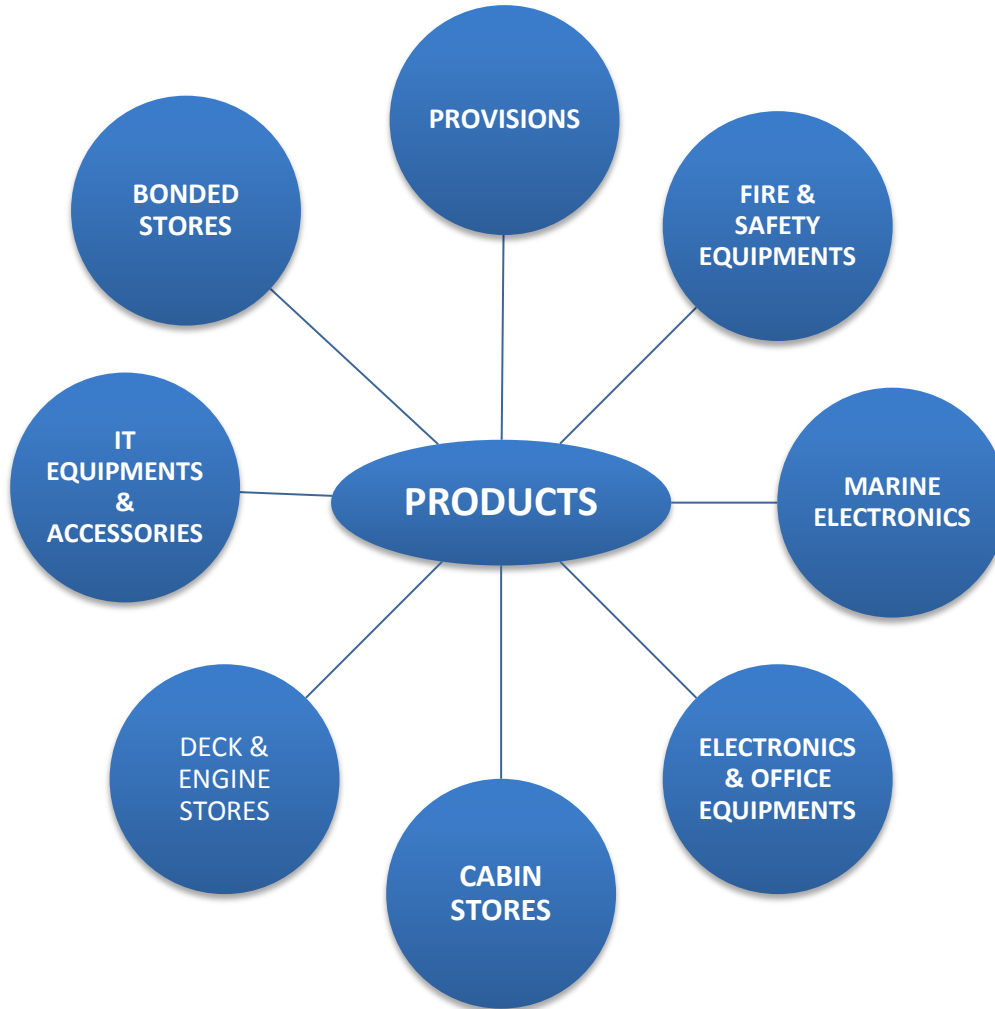 PROVISIONS
BONDED
STORES
FIRE &
SAFETY
EQUIPMENTS
IT
EQUIPMENTS
&
ACCESSORIES
PRODUCTS
MARINE
ELECTRONICS
DECK &
ENGINE
STORES
ELECTRONICS
& OFFICE
EQUIPMENTS
CABIN
STORES